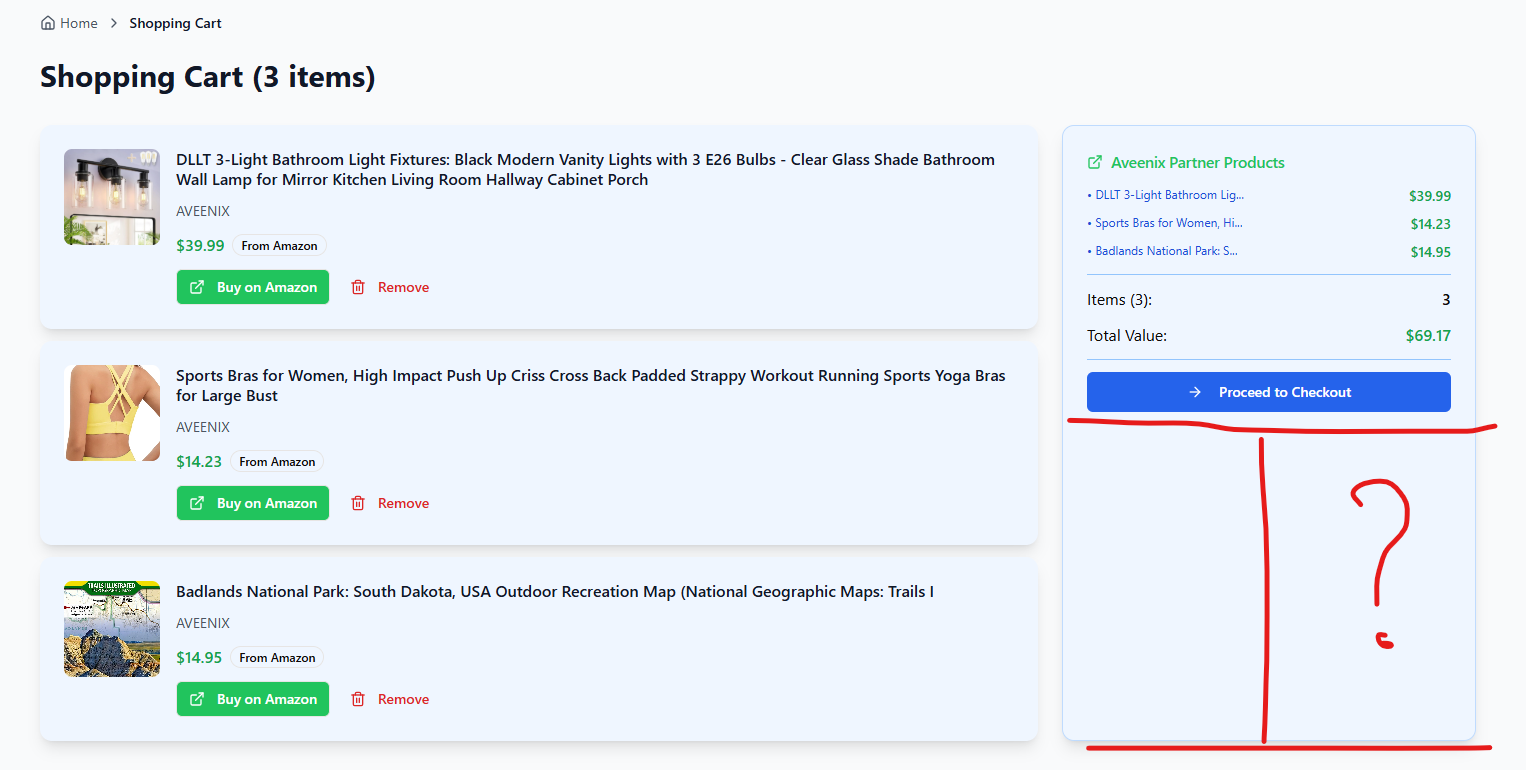 Home > Shopping Cart
Shopping Cart (3 items)
DLLT 3-Light Bathroom Light Fixtures: Black Modern Vanity Lights with 3 E26 Bulbs - Clear Glass Shade Bathroom
Wall Lamp for Mirror Kitchen Living Room Hallway Cabinet Porch
AVEENIX
$39.99 From Amazon
Buy on Amazon Remove
Sports Bras for Women, High Impact Push Up Criss Cross Back Padded Strappy Workout Running Sports Yoga Bras
for Large Bust
AVEENIX
$14.23 From Amazon
Buy on Amazon Remove
TRAILS ILLUSTRATED
Badlands National Park: South Dakota, USA Outdoor Recreation Map (National Geographic Maps: Trails I
AVEENIX
$14.95 From Amazon
Buy on Amazon Remove
Aveenix Partner Products
• DLLT 3-Light Bathroom Lig... $39.99
• Sports Bras for Women, Hi... $14.23
• Badlands National Park: S... $14.95
Items (3): 3
Total Value: $69.17
Proceed to Checkout
?